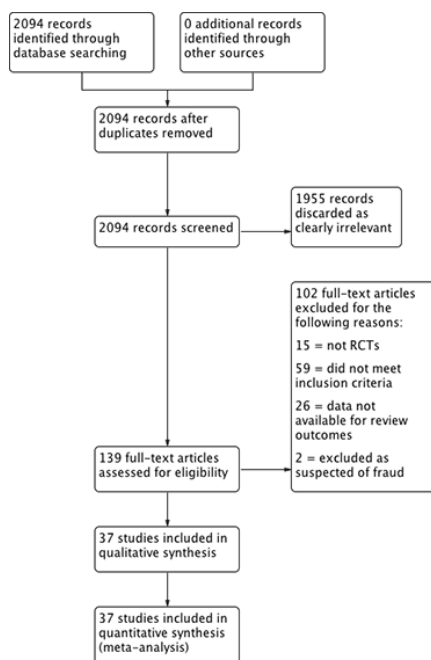 2094 records
identified through
database searching
0 additional records
identified through
other sources
2094 records after
duplicates removed
2094 records screened
1955 records
discarded as
clearly irrelevant
102 full-text articles
excluded for the
following reasons:
15 = not RCTs
59 = did not meet
inclusion criteria
26 = data not
available for review
outcomes
2 = excluded as
suspected of fraud
139 full-text articles
assessed for eligibility
37 studies included in
qualitative synthesis
37 studies included in
quantitative synthesis
(meta-analysis)